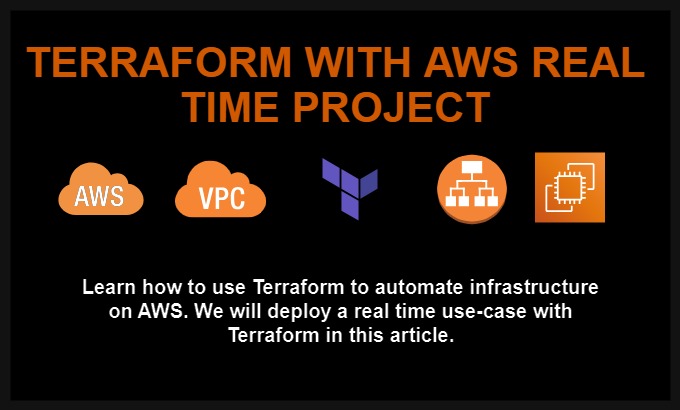 TERRAFORM WITH AWS REAL
TIME PROJECT
AWS
VPC
Learn how to use Terraform to automate infrastructure
on AWS. We will deploy a real time use-case with
Terraform in this article.